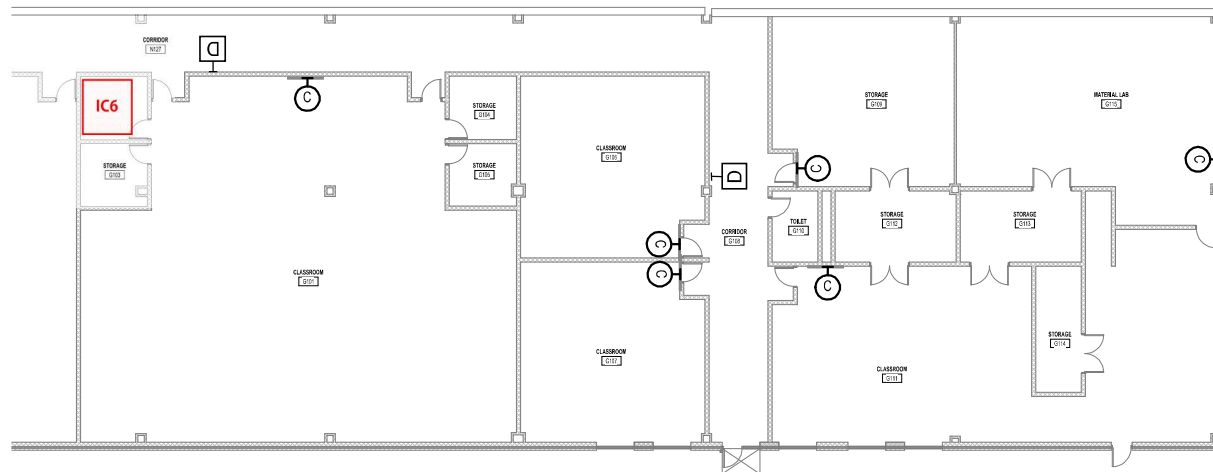 CORRIDOR
N127
D
IC6
C
STORAGE
G103
CLASSROOM
G101
STORAGE
G104
STORAGE
CLASSROOM
G106
D
C
C
CORRIDOR
G108
CLASSROOM
G107
STORAGE
G109
C
TOILET
G110
STORAGE
G112
STORAGE
G113
MATERIAL LAB
G115
C
C
STORAGE
G114
CLASSROOM
G111